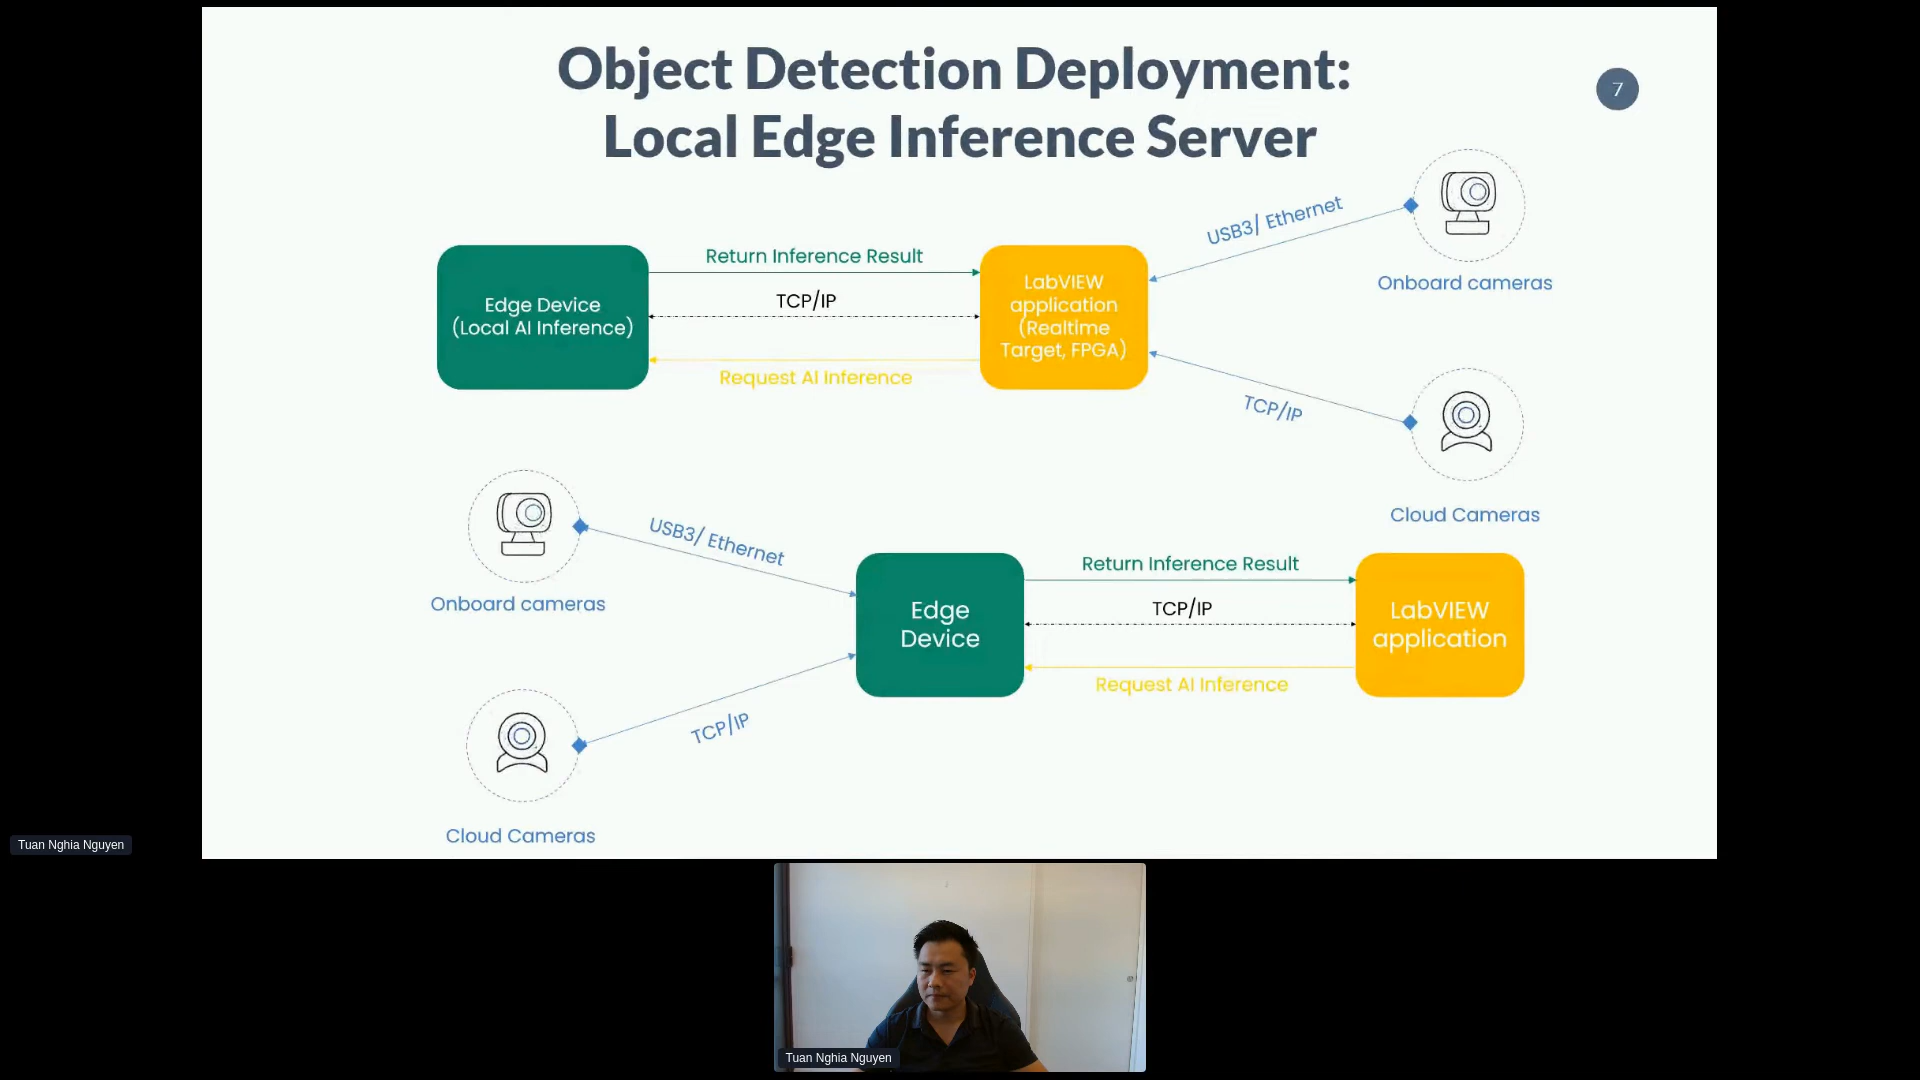 Object Detection Deployment:
Local Edge Inference Server
7
USB3/ Ethernet
Onboard cameras
Edge Device
(Local AI Inference)
Return Inference Result
TCP/IP
Request AI Inference
LabVIEW
application
(Realtime
Target, FPGA)
TCP/IP
Cloud Cameras
Onboard cameras
USB3/ Ethernet
Edge
Device
Return Inference Result
TCP/IP
Request AI Inference
LabVIEW
application
TCP/IP
Cloud Cameras
Tuan Nghia Nguyen
Tuan Nghia Nguyen